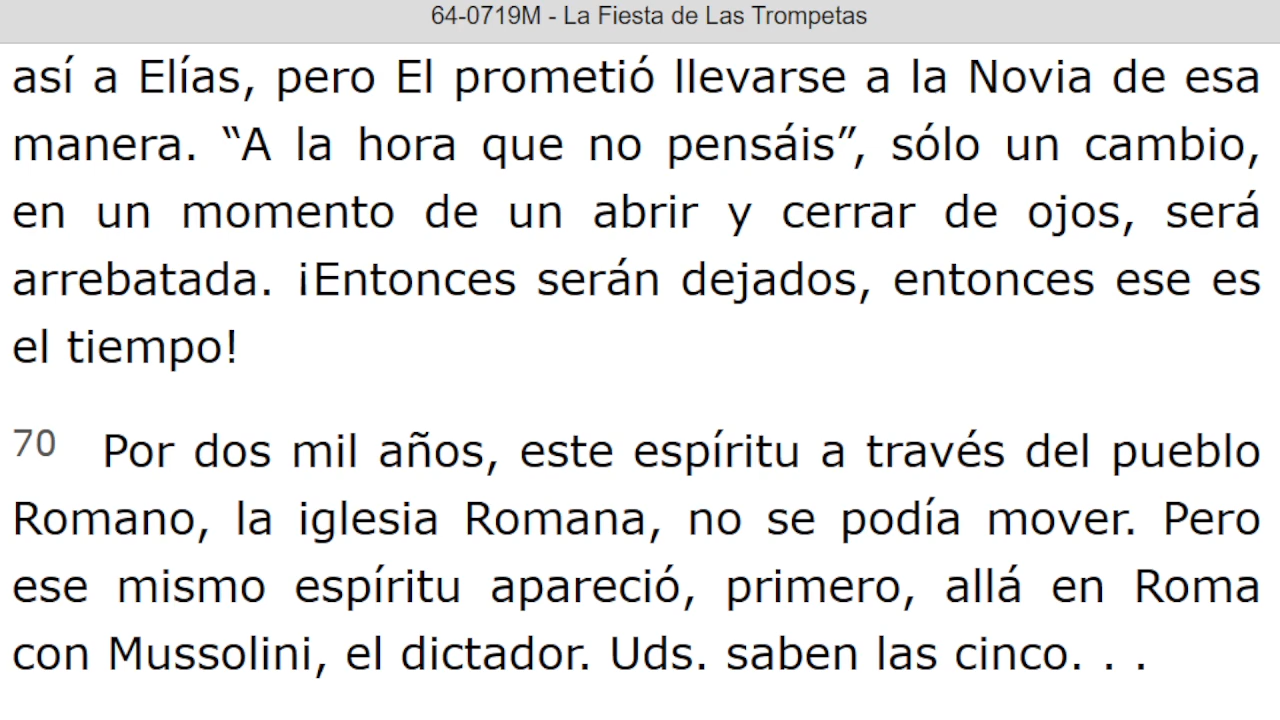 64-0719M - La Fiesta de Las Trompetas
así a Elías, pero El prometió llevarse a la Novia de esa
manera. “A la hora que no pensáis”, sólo un cambio,
en un momento de un abrir y cerrar de ojos, será
arrebatada. ¡Entonces serán dejados, entonces ese es
el tiempo!
70 Por dos mil años, este espíritu a través del pueblo
Romano, la iglesia Romana, no se podía mover. Pero
ese mismo espíritu apareció, primero, allá en Roma
con Mussolini, el dictador. Uds. saben las cinco. . .